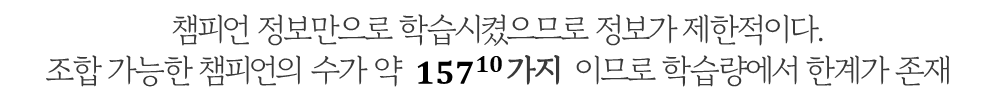 챔피언 정보만으로 학습시켰으므로 정보가 제한적이다.
조합 가능한 챔피언의 수가 약 157¹⁰가지 이므로 학습량에서 한계가 존재